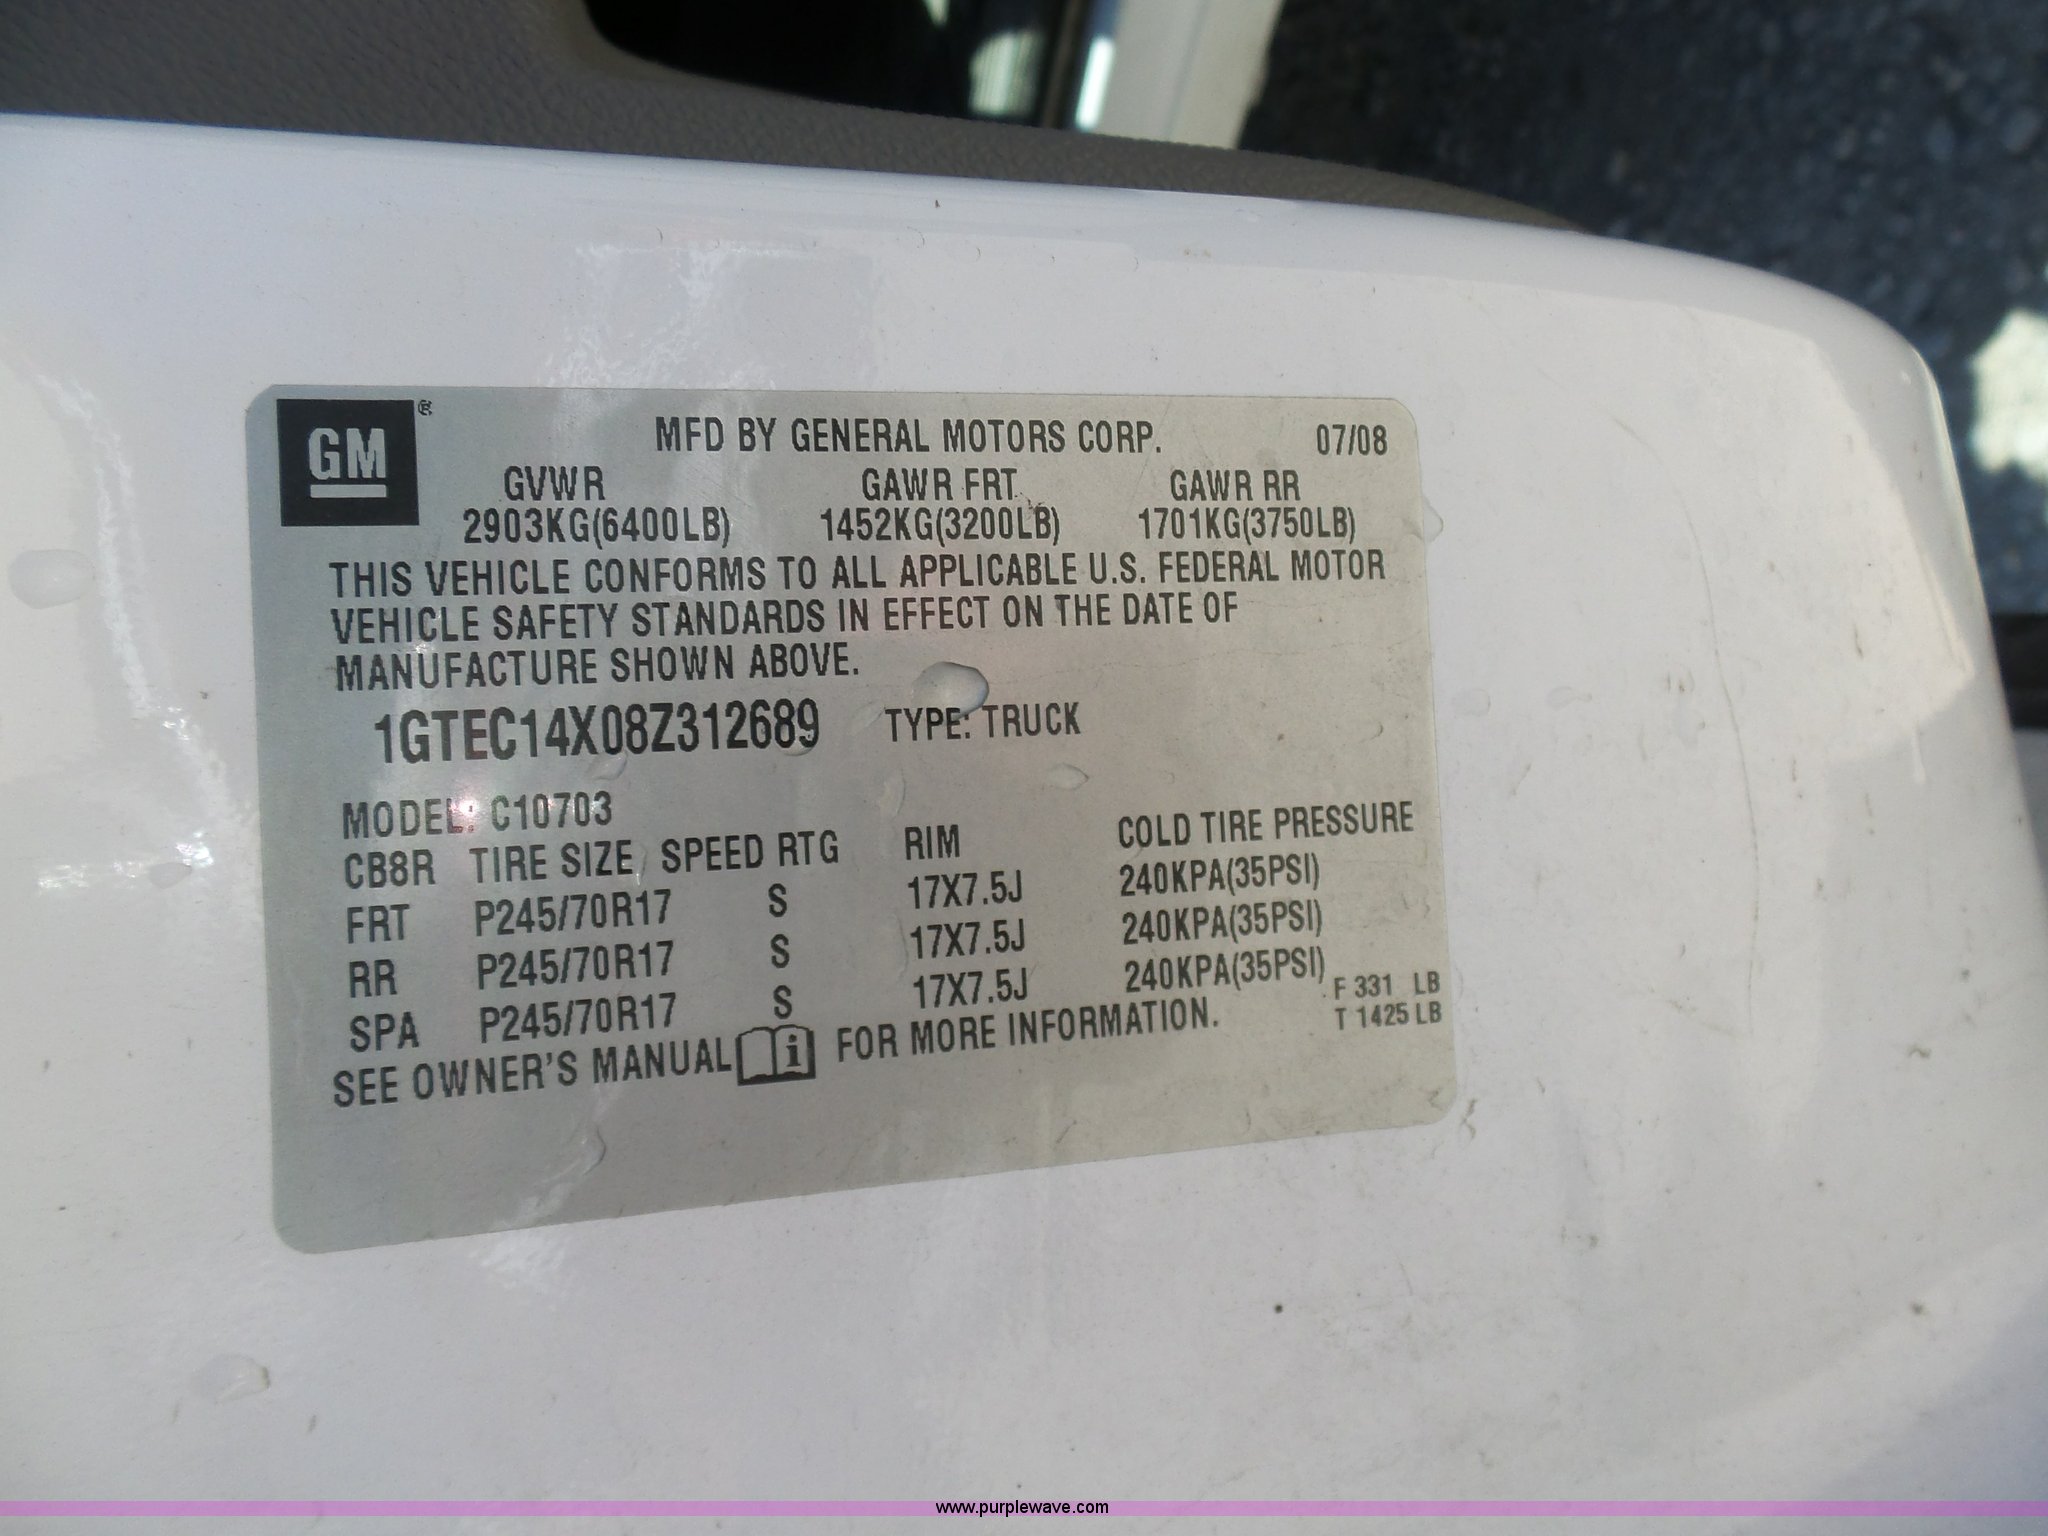 GM ®
MFD BY GENERAL MOTORS CORP. 07/08
GVWR GAWR FRT GAWR RR
2903KG(6400LB) 1452KG(3200LB) 1701KG(3750LB)
THIS VEHICLE CONFORMS TO ALL APPLICABLE U.S. FEDERAL MOTOR
VEHICLE SAFETY STANDARDS IN EFFECT ON THE DATE OF
MANUFACTURE SHOWN ABOVE.
1GTEC14X08Z312689 TYPE: TRUCK
MODEL: C10703
CB8R TIRE SIZE SPEED RTG RIM COLD TIRE PRESSURE
FRT P245/70R17 S 17X7.5J 240KPA(35PSI)
RR P245/70R17 S 17X7.5J 240KPA(35PSI)
SPA P245/70R17 S 17X7.5J 240KPA(35PSI)
SEE OWNER'S MANUAL i FOR MORE INFORMATION.
F 331 LB
T 1425 LB
www.purplewave.com